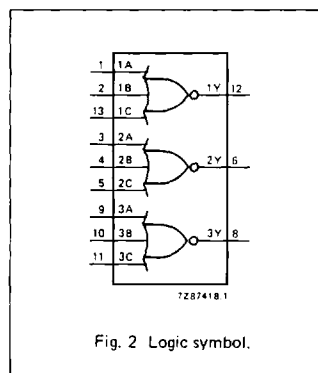 1 1A
2 1B 1Y 12
13 1C
3 2A
4 2B 2Y 6
5 2C
9 3A
10 3B 3Y 8
11 3C
7Z87418.1
Fig. 2 Logic symbol.